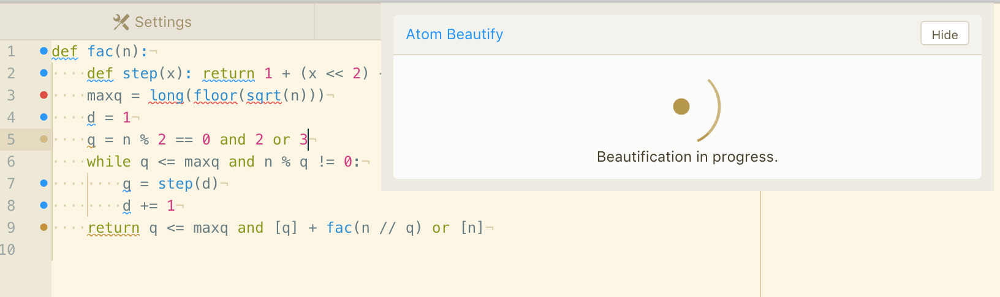 Settings
Atom Beautify
Hide
Beautification in progress.
1 def fac(n):¬
2 ····def step(x): return 1 + (x << 2) -
3 ····maxq = long(floor(sqrt(n)))¬
4 ····d = 1¬
5 ····q = n % 2 == 0 and 2 or 3¬
6 ····while q <= maxq and n % q != 0:¬
7 ········q = step(d)¬
8 ········d += 1¬
9 ····return q <= maxq and [q] + fac(n // q) or [n]¬
10